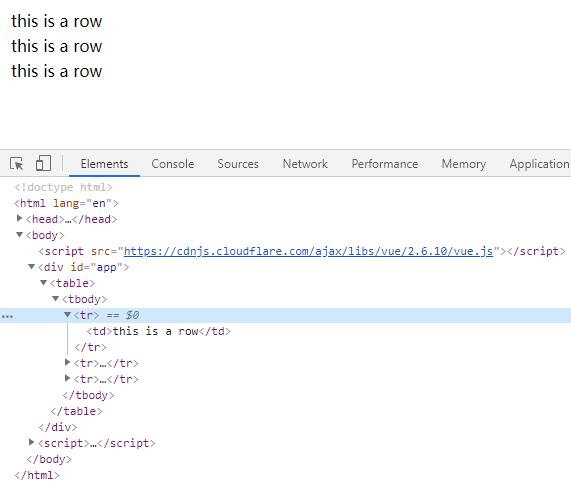 this is a row
this is a row
this is a row
Elements Console Sources Network Performance Memory Application
<!doctype html>
<html lang="en">
<head>…</head>
<body>
<script src="https://cdnjs.cloudflare.com/ajax/libs/vue/2.6.10/vue.js"></script>
<div id="app">
<table>
<tbody>
… <tr> == $0
<td>this is a row</td>
</tr>
<tr>…</tr>
<tr>…</tr>
</tbody>
</table>
</div>
<script>…</script>
</body>
</html>